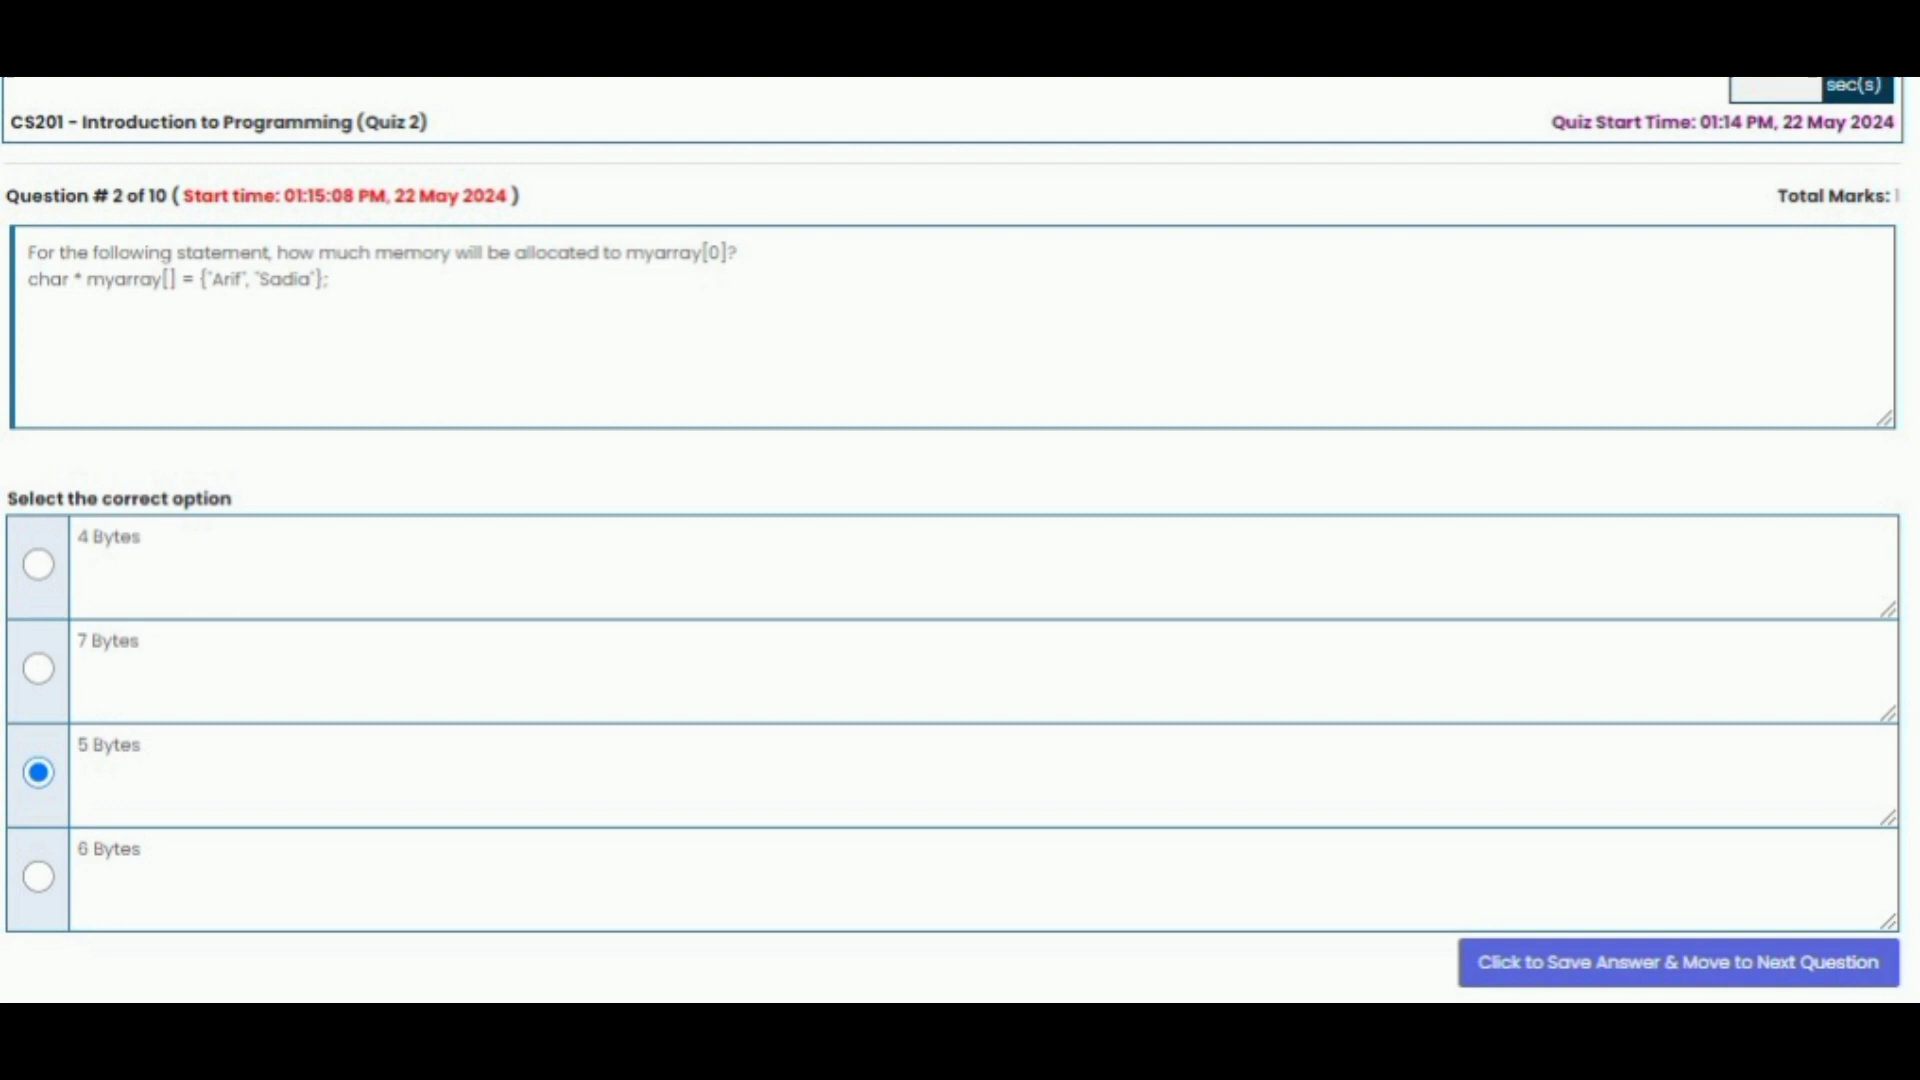 sec(s)
CS201 - Introduction to Programming (Quiz 2)
Quiz Start Time: 01:14 PM, 22 May 2024
Question # 2 of 10 ( Start time: 01:15:08 PM, 22 May 2024 )
Total Marks: 1
For the following statement, how much memory will be allocated to myarray[0]?
char * myarray[] = {"Arif", "Sadia"};
Select the correct option
4 Bytes
7 Bytes
5 Bytes
6 Bytes
Click to Save Answer & Move to Next Question